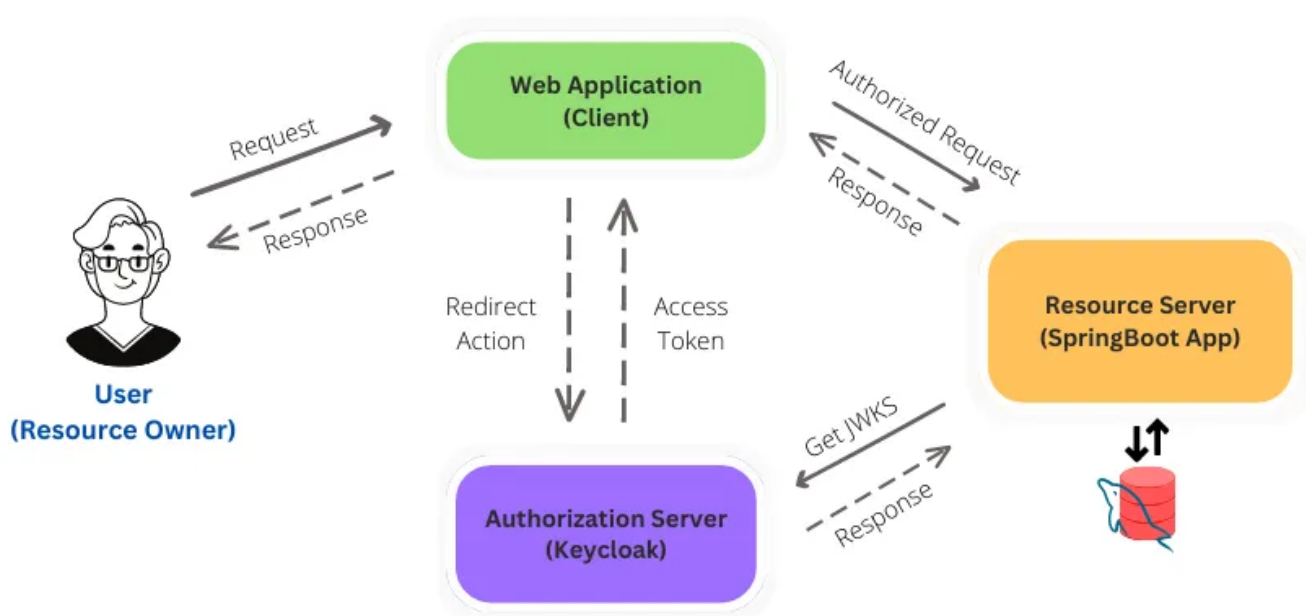 Web Application
(Client)
Request
Response
Authorized Request
Response
Redirect
Action
Access
Token
Resource Server
(SpringBoot App)
User
(Resource Owner)
Get JWKS
Response
Authorization Server
(Keycloak)